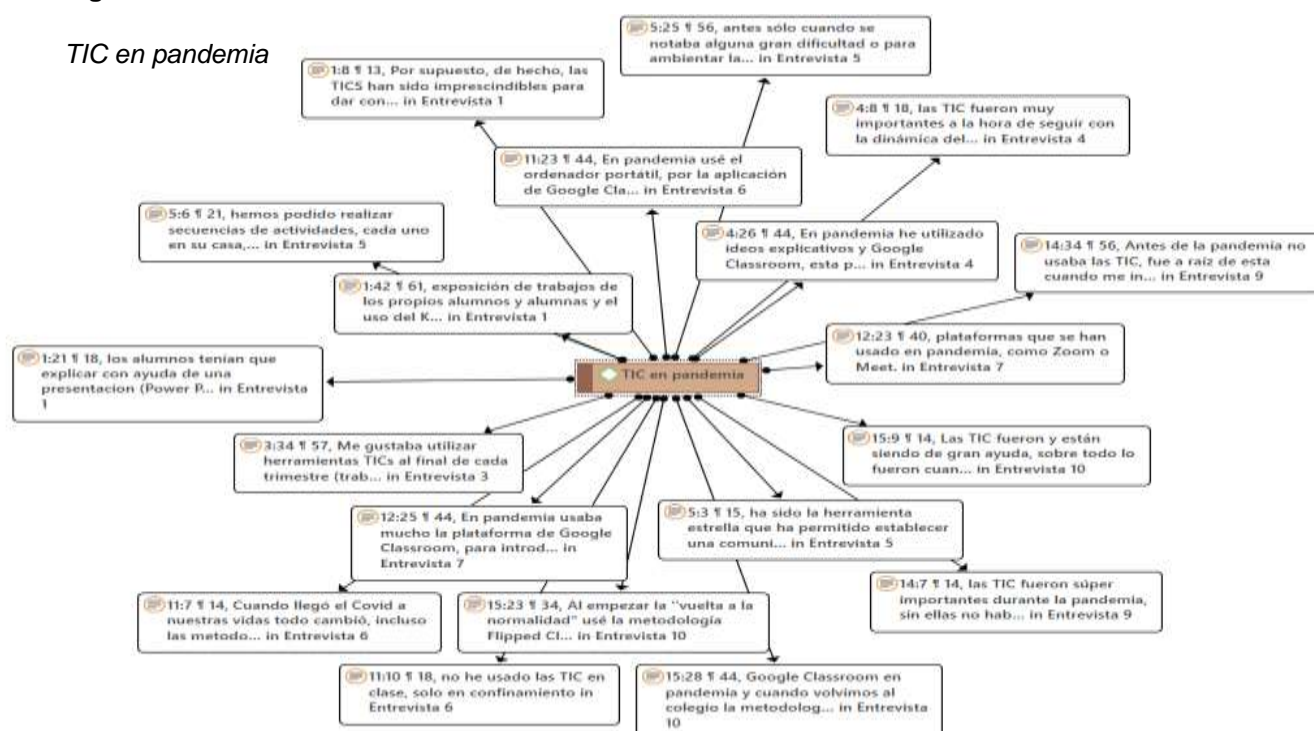 TIC en pandemia
5:25 ¶ 56, antes sólo cuando se
notaba alguna gran dificultad o para
ambientar la... in Entrevista 5
1:8 ¶ 13, Por supuesto, de hecho, las
TICS han sido imprescindibles para
dar con... in Entrevista 1
4:8 ¶ 18, las TIC fueron muy
importantes a la hora de seguir con
la dinámica del... in Entrevista 4
11:23 ¶ 44, En pandemia usé el
ordenador portátil, por la aplicación
de Google Cla... in Entrevista 6
5:6 ¶ 21, hemos podido realizar
secuencias de actividades, cada uno
en su casa,... in Entrevista 5
4:26 ¶ 44, En pandemia he utilizado
ideos explicativos y Google
Classroom, esta p... in Entrevista 4
14:34 ¶ 56, Antes de la pandemia no
usaba las TIC, fue a raíz de esta
cuando me in... in Entrevista 9
1:42 ¶ 61, exposición de trabajos de
los propios alumnos y alumnas y el
uso del K... in Entrevista 1
12:23 ¶ 40, plataformas que se han
usado en pandemia, como Zoom o
Meet. in Entrevista 7
1:21 ¶ 18, los alumnos tenían que
explicar con ayuda de una
presentacion (Power P... in Entrevista
1
TIC en pandemia
3:34 ¶ 57, Me gustaba utilizar
herramientas TICs al final de cada
trimestre (trab... in Entrevista 3
15:9 ¶ 14, Las TIC fueron y están
siendo de gran ayuda, sobre todo lo
fueron cuan... in Entrevista 10
12:25 ¶ 44, En pandemia usaba
mucho la plataforma de Google
Classroom, para introd... in
Entrevista 7
5:3 ¶ 15, ha sido la herramienta
estrella que ha permitido establecer
una comuni... in Entrevista 5
14:7 ¶ 14, las TIC fueron súper
importantes durante la pandemia,
sin ellas no hab... in Entrevista 9
11:7 ¶ 14, Cuando llegó el Covid a
nuestras vidas todo cambió, incluso
las metodo... in Entrevista 6
15:23 ¶ 34, Al empezar la "vuelta a la
normalidad" usé la metodología
Flipped Cl... in Entrevista 10
11:10 ¶ 18, no he usado las TIC en
clase, solo en confinamiento in
Entrevista 6
15:28 ¶ 44, Google Classroom en
pandemia y cuando volvimos al
colegio la metodolog... in Entrevista
10